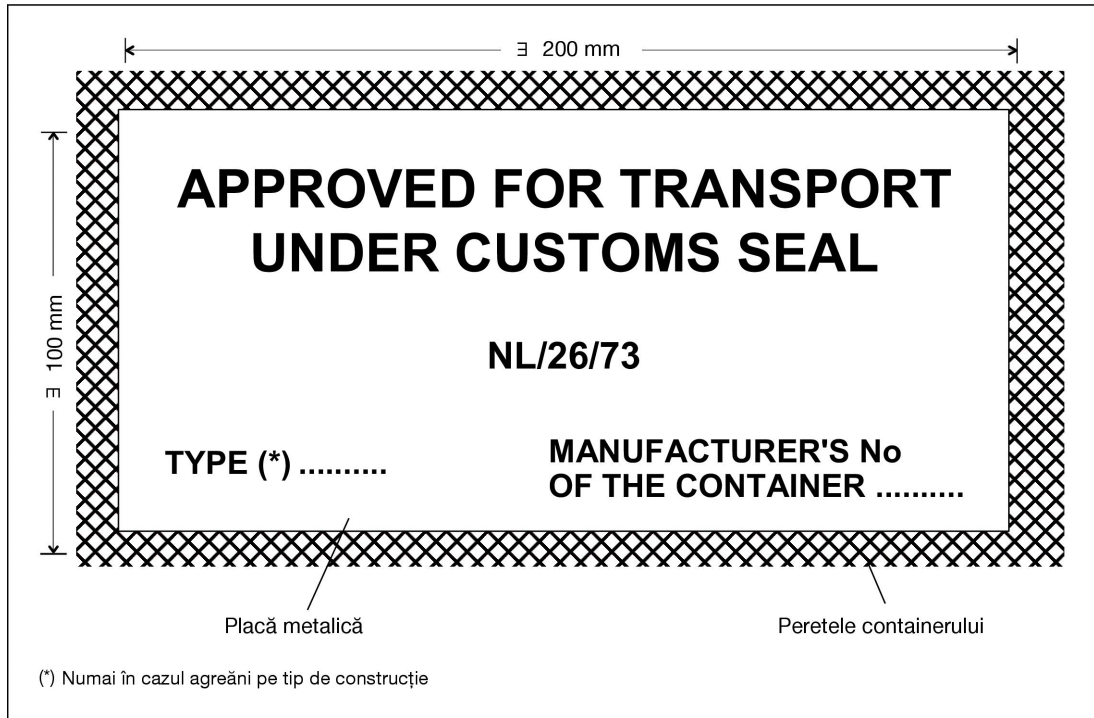 ∃ 200 mm
∃ 100 mm
APPROVED FOR TRANSPORT
UNDER CUSTOMS SEAL
NL/26/73
TYPE (*) ..........
MANUFACTURER'S No
OF THE CONTAINER ..........
Placă metalică
Peretele containerului
(*) Numai în cazul agreăni pe tip de construcție